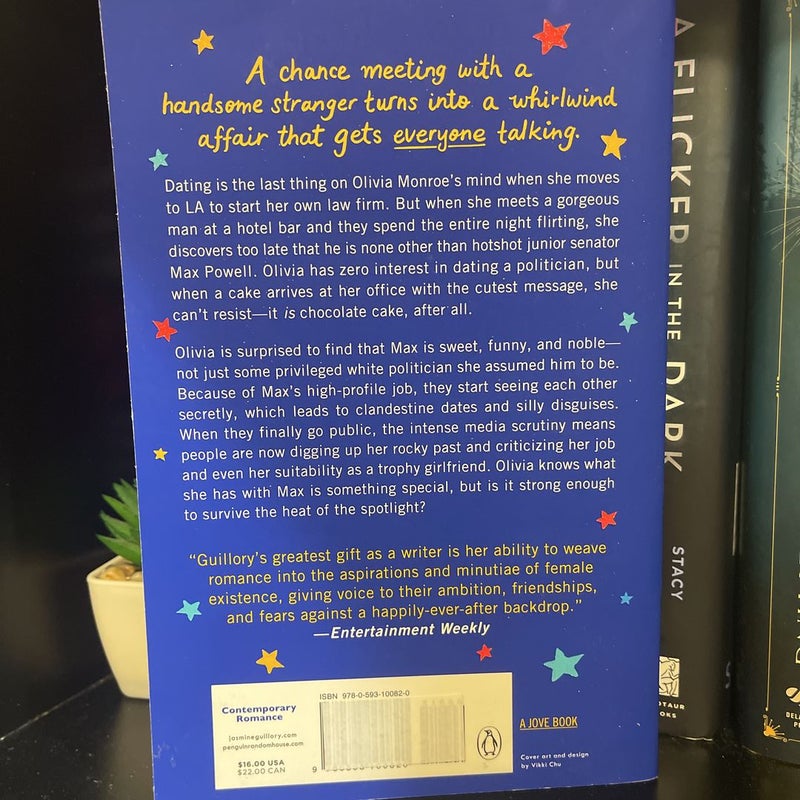 A chance meeting with a
handsome stranger turns into a whirlwind
affair that gets everyone talking.
Dating is the last thing on Olivia Monroe's mind when she moves
to LA to start her own law firm. But when she meets a gorgeous
man at a hotel bar and they spend the entire night flirting, she
discovers too late that he is none other than hotshot junior senator
Max Powell. Olivia has zero interest in dating a politician, but
when a cake arrives at her office with the cutest message, she
can't resist—it is chocolate cake, after all.
Olivia is surprised to find that Max is sweet, funny, and noble—
not just some privileged white politician she assumed him to be.
Because of Max's high-profile job, they start seeing each other
secretly, which leads to clandestine dates and silly disguises.
When they finally go public, the intense media scrutiny means
people are now digging up her rocky past and criticizing her job
and even her suitability as a trophy girlfriend. Olivia knows what
she has with Max is something special, but is it strong enough
to survive the heat of the spotlight?
“Guillory's greatest gift as a writer is her ability to weave
romance into the aspirations and minutiae of female
existence, giving voice to their ambition, friendships,
and fears against a happily-ever-after backdrop.”
—Entertainment Weekly
Contemporary
Romance
jasmineguillory.com
penguinrandomhouse.com
$16.00 USA
$22.00 CAN
ISBN 978-0-593-10082-0
9
A JOVE BOOK
Cover art and design
by Vikki Chu
A FLICKER IN THE DARK
STACY